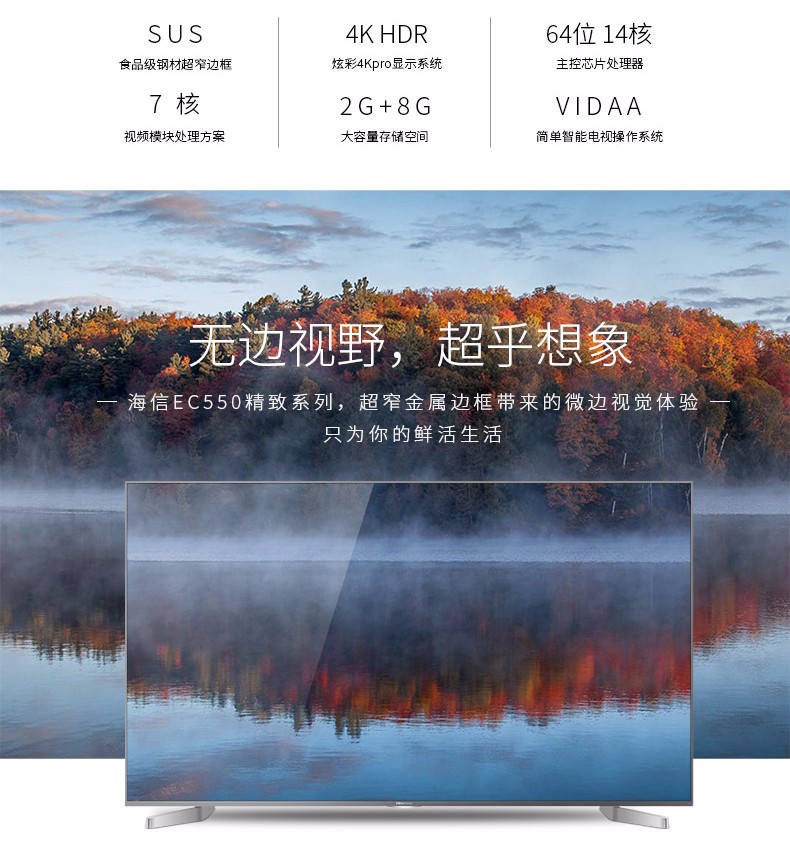 SUS
食品级钢材超窄边框
4K HDR
炫彩4Kpro显示系统
64位 14核
主控芯片处理器
7 核
视频模块处理方案
2G+8G
大容量存储空间
VIDAA
简单智能电视操作系统
无边视野，超乎想象
— 海信EC550精致系列，超窄金属边框带来的微边视觉体验 —
只为你的鲜活生活